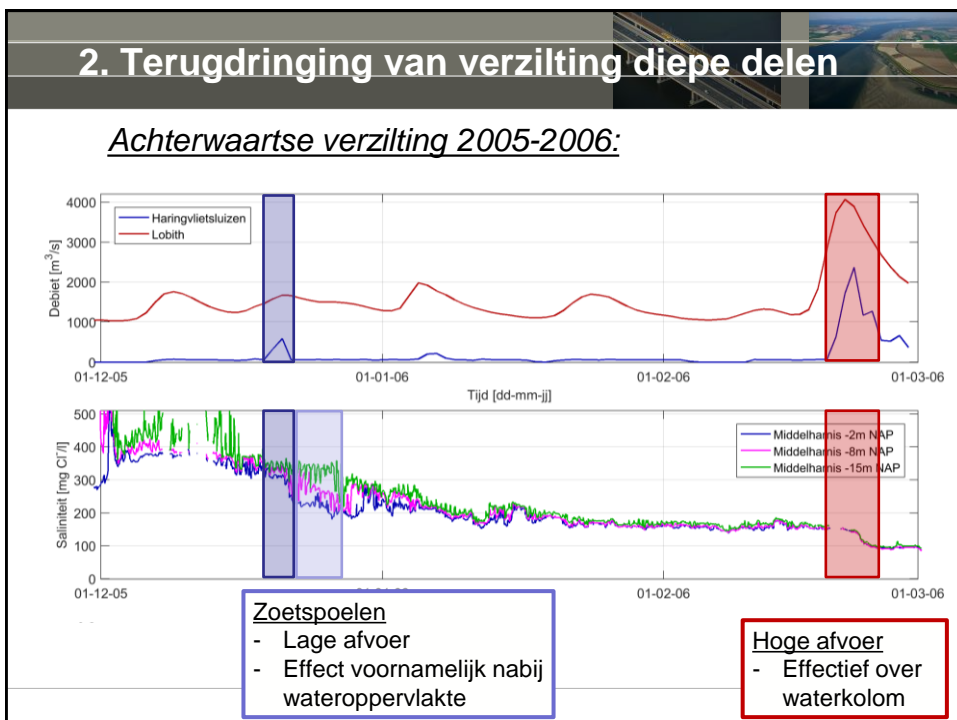 2. Terugdringing van verzilting diepe delen
Achterwaartse verzilting 2005-2006:
4000
3000
2000
1000
0
Debiet [m³/s]
Haringvlietsluizen
Lobith
01-12-05
01-01-06
01-02-06
01-03-06
Tijd [dd-mm-jj]
500
400
300
200
100
0
Saliniteit [mg Cl⁻/l]
Middelharnis -2m NAP
Middelharnis -8m NAP
Middelharnis -15m NAP
01-12-05
01-02-06
01-03-06
Zoetspoelen
- Lage afvoer
- Effect voornamelijk nabij
wateroppervlakte
Hoge afvoer
- Effectief over
waterkolom